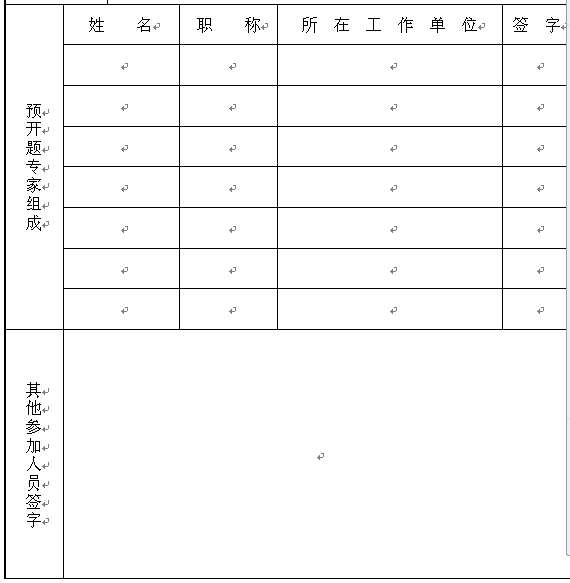 姓 名 职 称 所 在 工 作 单 位 签 字
预
开
题
专
家
组
成
其
他
参
加
人
员
签
字